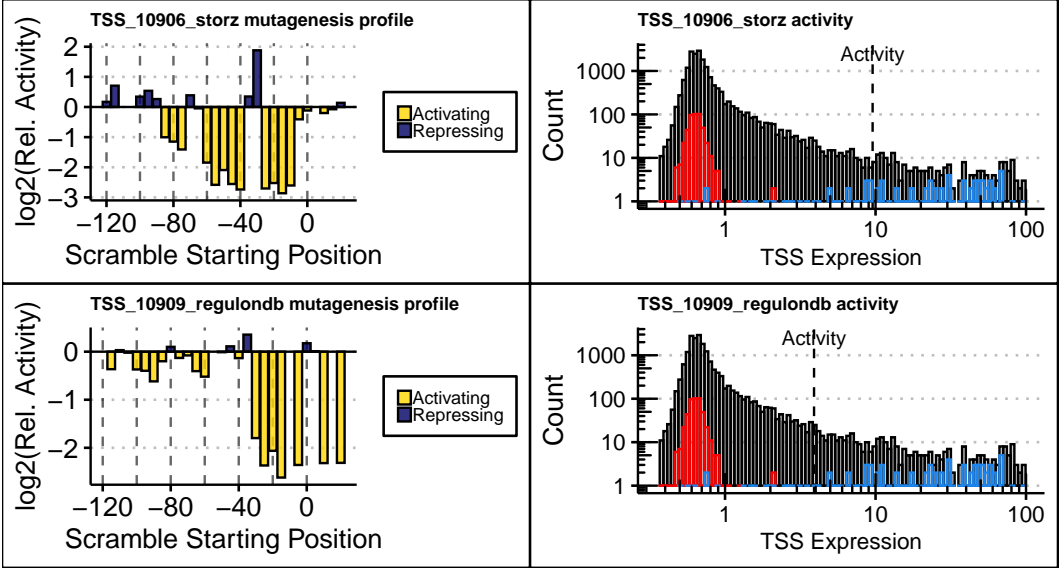 TSS_10906_storz mutagenesis profile
log2(Rel. Activity)
2
1
0
−1
−2
−3
−120
−80
−40
0
Scramble Starting Position
Activating
Repressing
TSS_10906_storz activity
Activity
Count
1000
100
10
1
1
10
100
TSS Expression
TSS_10909_regulondb mutagenesis profile
log2(Rel. Activity)
0
−1
−2
−120
−80
−40
0
Scramble Starting Position
Activating
Repressing
TSS_10909_regulondb activity
Activity
Count
1000
100
10
1
1
10
100
TSS Expression